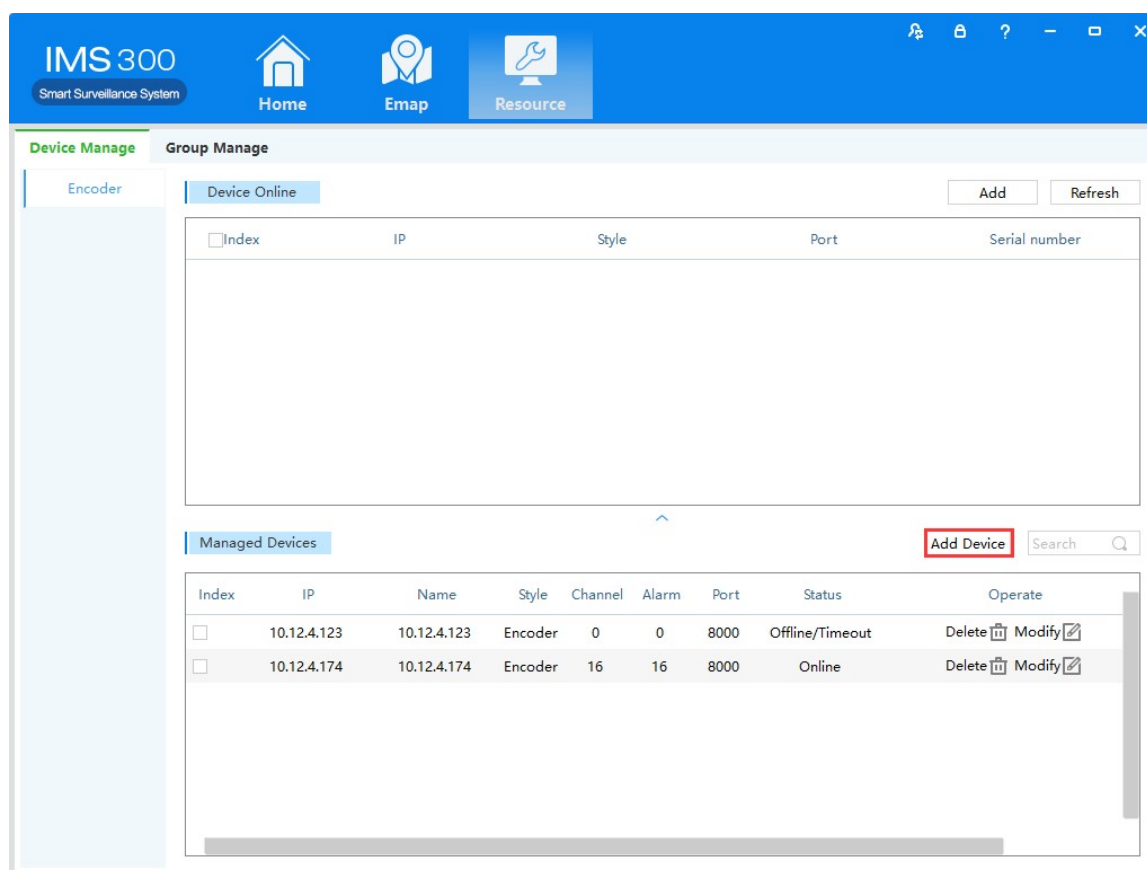 IMS 300
Smart Surveillance System
Home Emap Resource
?
Device Manage Group Manage
Encoder
Device Online Add Refresh
Index IP Style Port Serial number
Managed Devices Add Device Search
Index IP Name Style Channel Alarm Port Status Operate
10.12.4.123 10.12.4.123 Encoder 0 0 8000 Offline/Timeout Delete Modify
10.12.4.174 10.12.4.174 Encoder 16 16 8000 Online Delete Modify